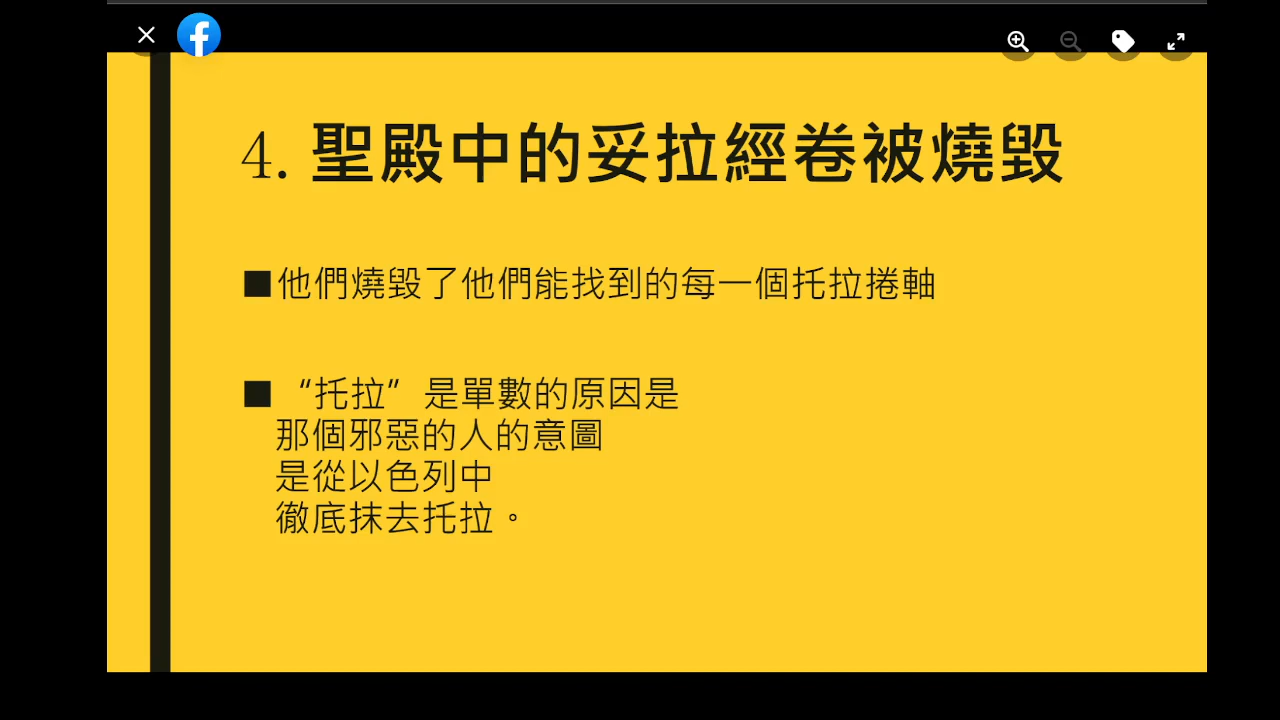 4. 聖殿中的妥拉經卷被燒毀
■他們燒毀了他們能找到的每一個托拉捲軸
■“托拉” 是單數的原因是
那個邪惡的人的意圖
是從以色列中
徹底抹去托拉。